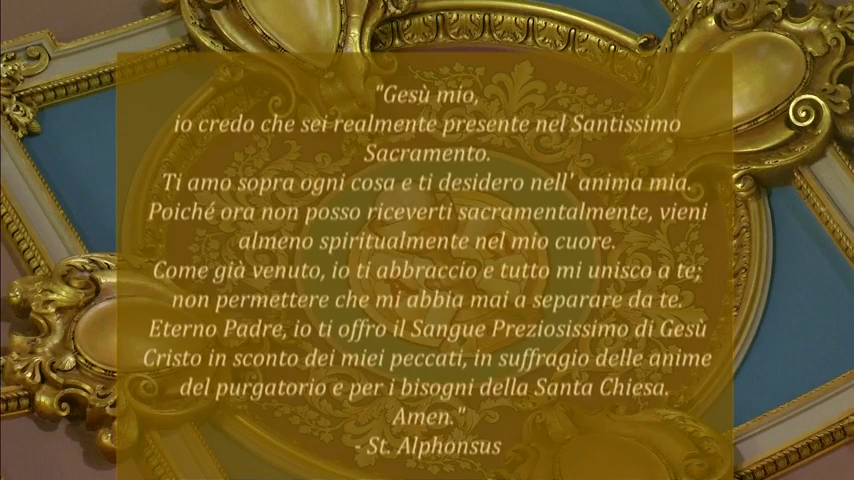 "Gesù mio,
io credo che sei realmente presente nel Santissimo
Sacramento.
Ti amo sopra ogni cosa e ti desidero nell' anima mia.
Poiché ora non posso riceverti sacramentalmente, vieni
almeno spiritualmente nel mio cuore.
Come già venuto, io ti abbraccio e tutto mi unisco a te;
non permettere che mi abbia mai a separare da te.
Eterno Padre, io ti offro il Sangue Preziosissimo di Gesù
Cristo in sconto dei miei peccati, in suffragio delle anime
del purgatorio e per i bisogni della Santa Chiesa.
Amen."
- St. Alphonsus